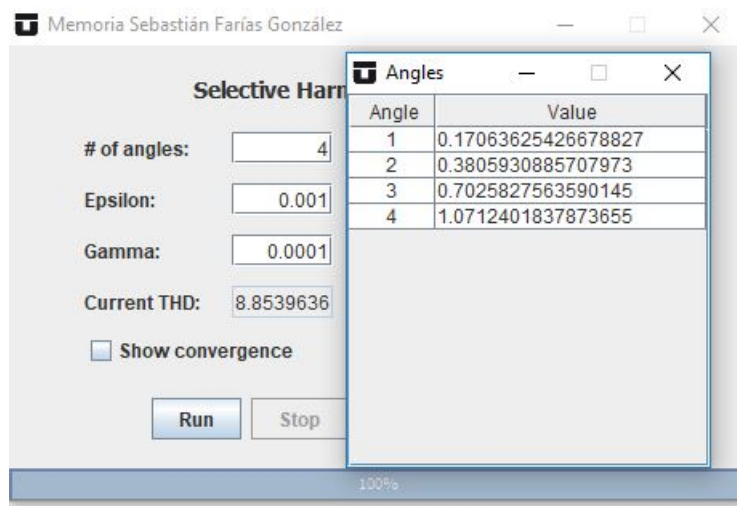 Memoria Sebastián Farías González
Selective Harm
# of angles: 4
Epsilon: 0.001
Gamma: 0.0001
Current THD: 8.8539636
Show convergence
Run Stop
100%
Angles
Angle Value
1 0.17063625426678827
2 0.3805930885707973
3 0.7025827563590145
4 1.0712401837873655